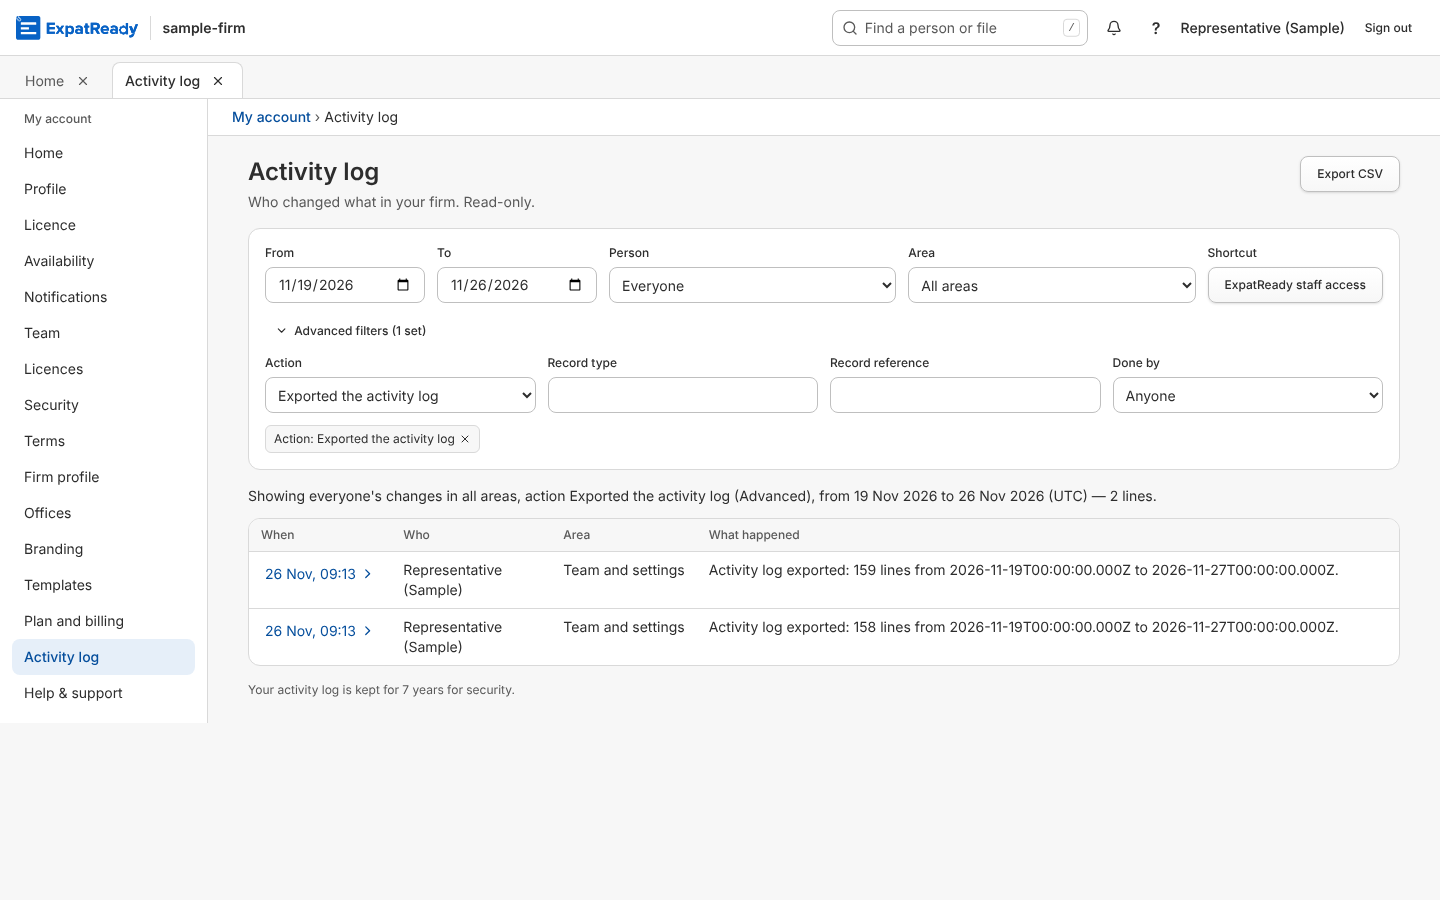 ExpatReady
sample-firm
Find a person or file
/
?
Representative (Sample)
Sign out
Home
Activity log
My account
Home
Profile
Licence
Availability
Notifications
Team
Licences
Security
Terms
Firm profile
Offices
Branding
Templates
Plan and billing
Activity log
Help & support
My account › Activity log
Activity log
Export CSV
Who changed what in your firm. Read-only.
From
To
Person
Area
Shortcut
11/19/2026
11/26/2026
Everyone
All areas
ExpatReady staff access
Advanced filters (1 set)
Action
Record type
Record reference
Done by
Exported the activity log
Anyone
Action: Exported the activity log
Showing everyone's changes in all areas, action Exported the activity log (Advanced), from 19 Nov 2026 to 26 Nov 2026 (UTC) — 2 lines.
When
Who
Area
What happened
26 Nov, 09:13
Representative
(Sample)
Team and settings
Activity log exported: 159 lines from 2026-11-19T00:00:00.000Z to 2026-11-27T00:00:00.000Z.
26 Nov, 09:13
Representative
(Sample)
Team and settings
Activity log exported: 158 lines from 2026-11-19T00:00:00.000Z to 2026-11-27T00:00:00.000Z.
Your activity log is kept for 7 years for security.